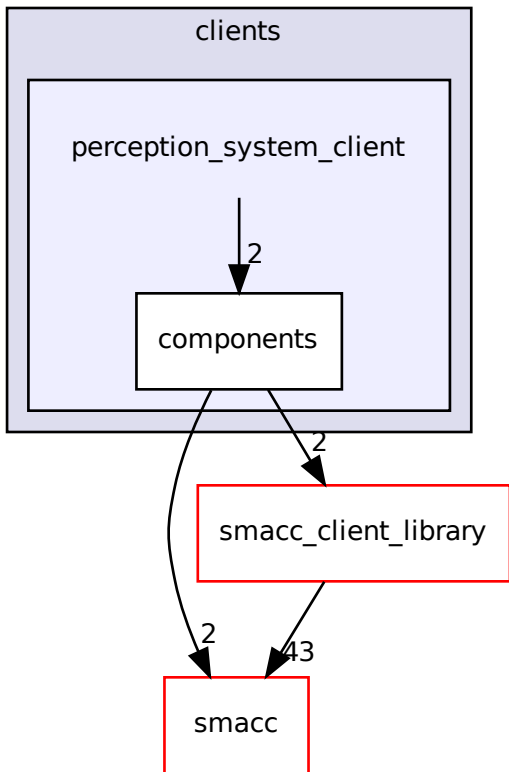 clients
perception_system_client
2
components
2
smacc_client_library
2
43
smacc